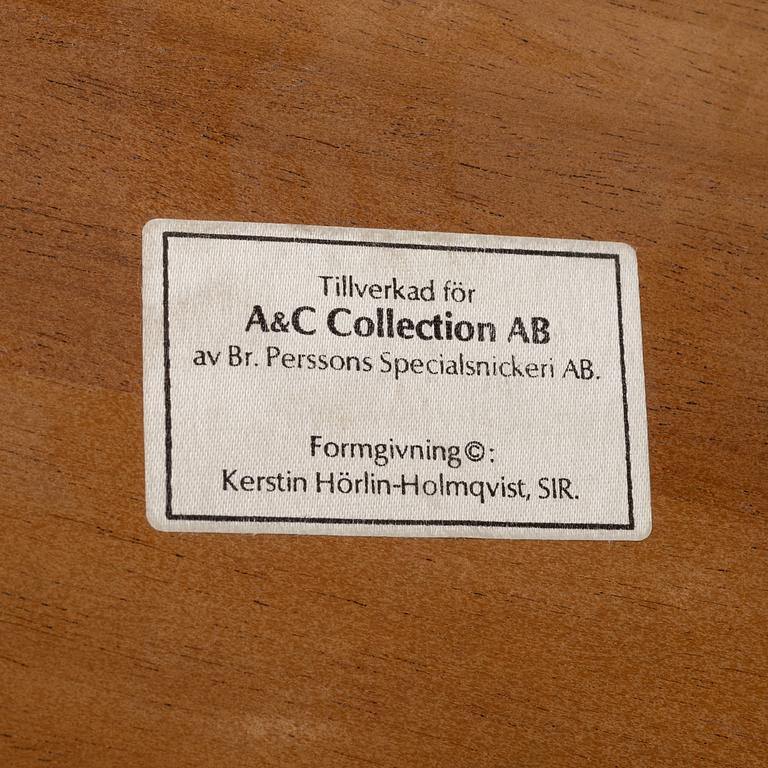 Tillverkad för
A&C Collection AB
av Br. Perssons Specialsnickeri AB.
Formgivning©:
Kerstin Hörlin-Holmqvist, SIR.